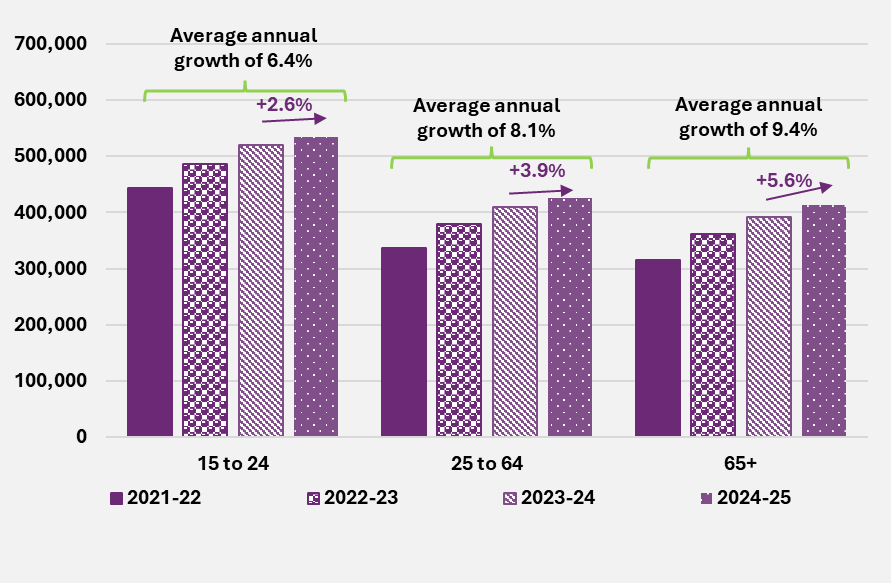 700,000
600,000
500,000
400,000
300,000
200,000
100,000
0
Average annual
growth of 6.4%
+2.6%
Average annual
growth of 8.1%
+3.9%
Average annual
growth of 9.4%
+5.6%
15 to 24
25 to 64
65+
2021-22
2022-23
2023-24
2024-25